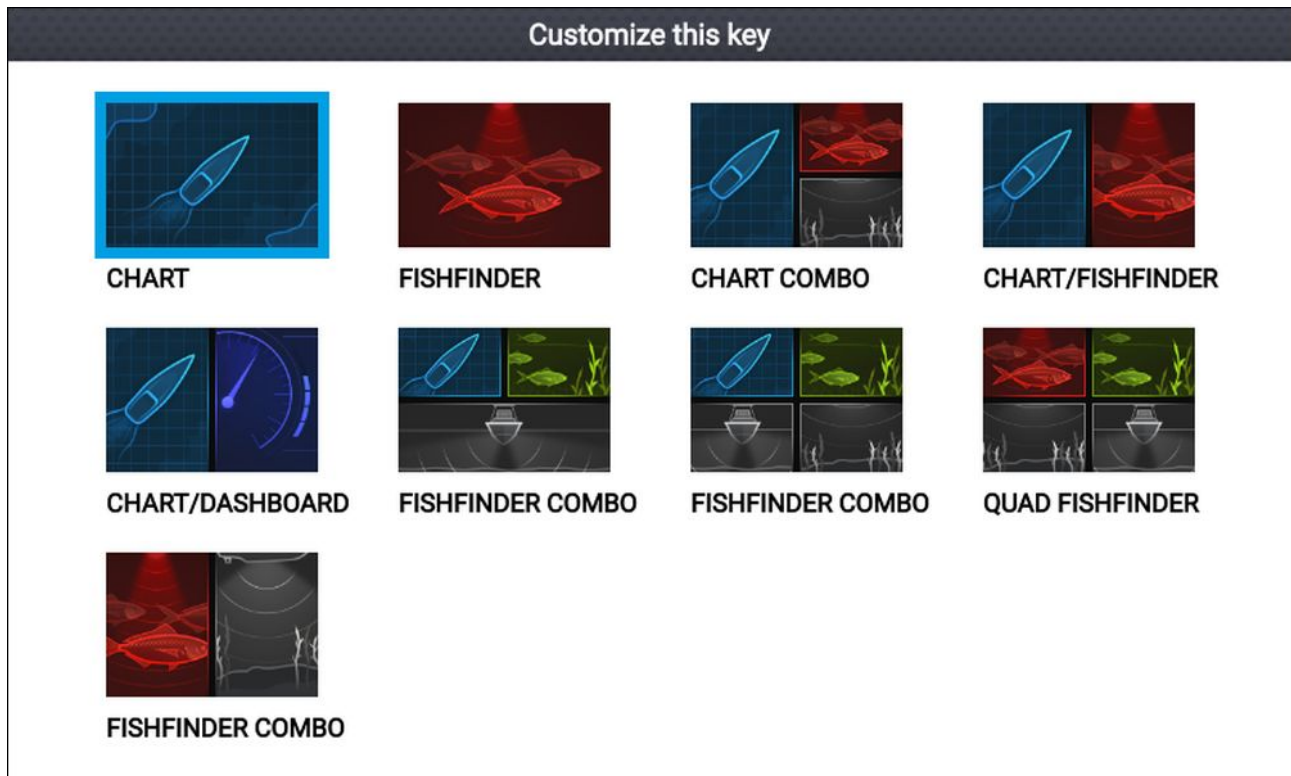 Customize this key
CHART
FISHFINDER
CHART COMBO
CHART/FISHFINDER
CHART/DASHBOARD
FISHFINDER COMBO
FISHFINDER COMBO
QUAD FISHFINDER
FISHFINDER COMBO